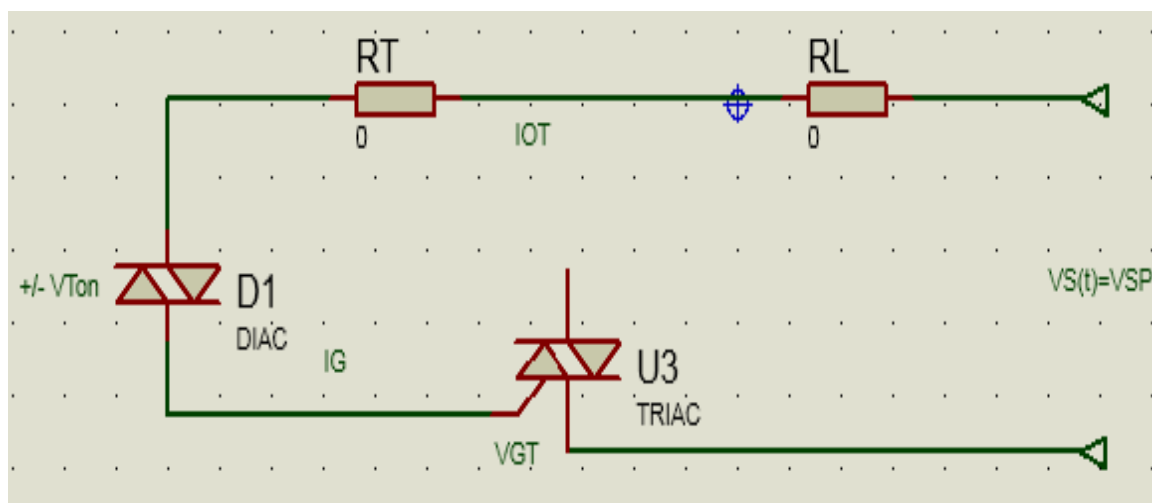 RT
RL
0
IOT
0
+/- VTon
D1
DIAC
VS(t)=VSP
IG
U3
TRIAC
VGT